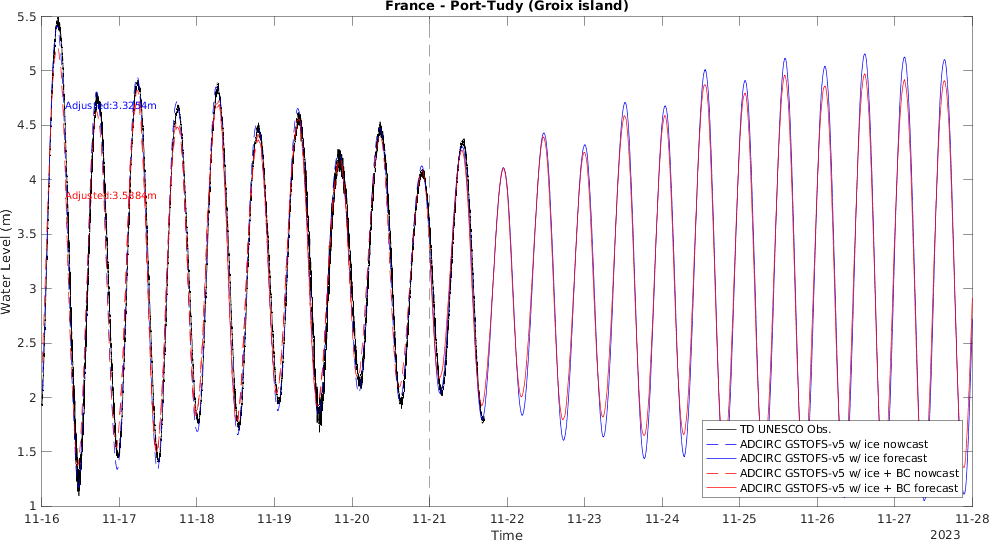 France - Port-Tudy (Groix island)
5.5
5
4.5
4
3.5
3
2.5
2
1.5
1
Water Level (m)
Adjusted:3.3254m
Adjusted:3.5384m
TD UNESCO Obs.
ADCIRC GSTOFS-v5 w/ ice nowcast
ADCIRC GSTOFS-v5 w/ ice forecast
ADCIRC GSTOFS-v5 w/ ice + BC nowcast
ADCIRC GSTOFS-v5 w/ ice + BC forecast
11-16 11-17 11-18 11-19 11-20 11-21 11-22 11-23 11-24 11-25 11-26 11-27 11-28
Time
2023